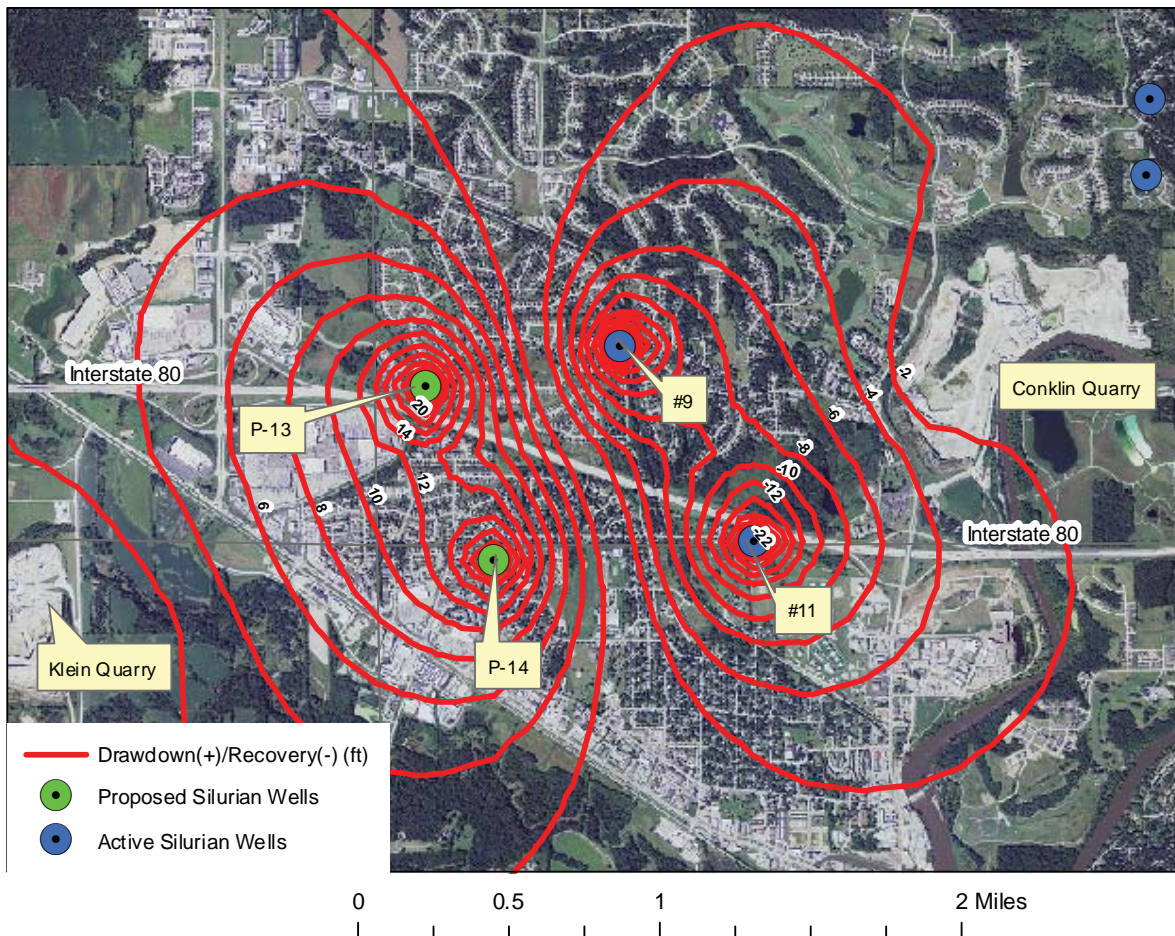 -2
Interstate 80
Conklin Quarry
-4
#9
-6
P-13
20
14
-8
12
-10
10
-12
8
6
-22
Interstate 80
#11
P-14
Klein Quarry
Drawdown(+)/Recovery(-) (ft)
Proposed Silurian Wells
Active Silurian Wells
0 0.5 1 2 Miles